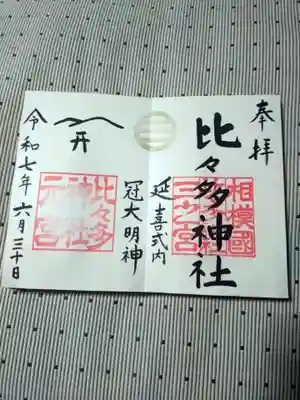 奉拝
相模國三之宮
比々多神社
延喜式内
冠大明神
比々多神社元宮
令和七年六月三十日